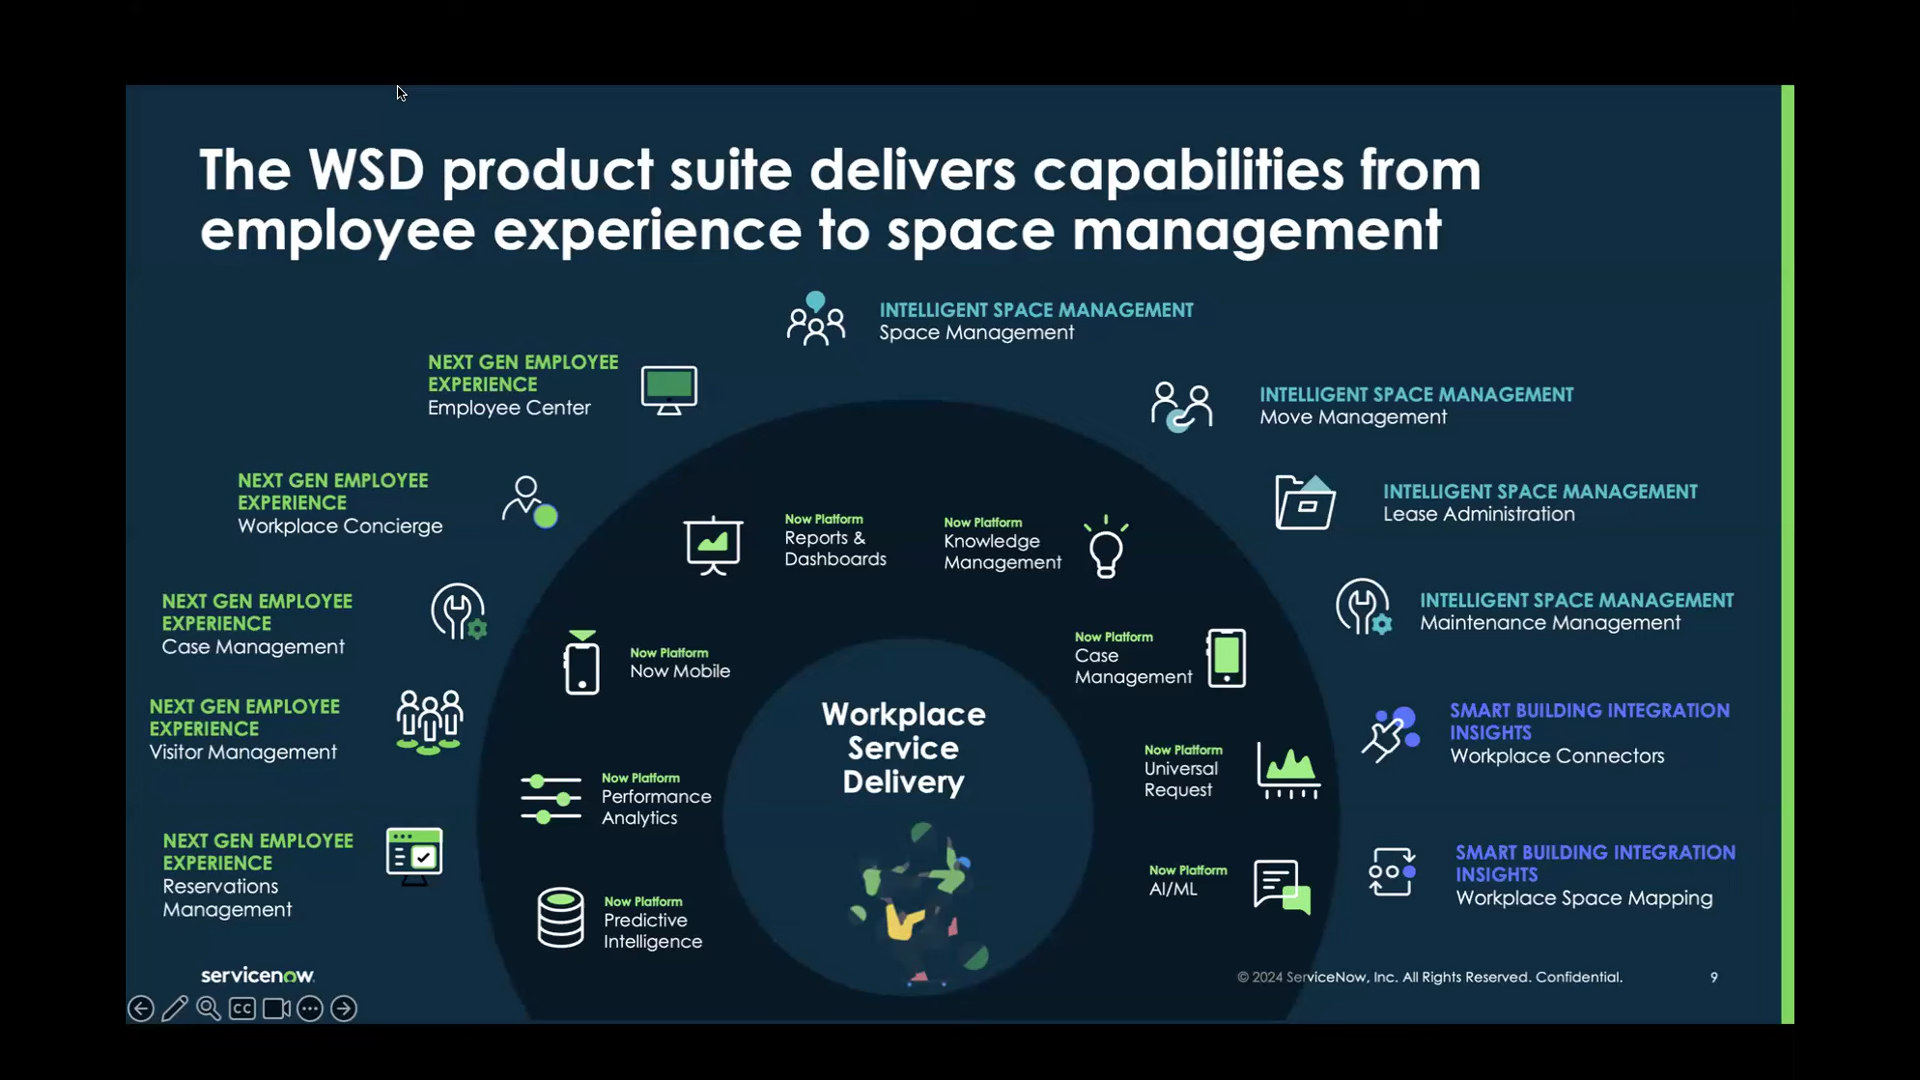 The WSD product suite delivers capabilities from
employee experience to space management
INTELLIGENT SPACE MANAGEMENT
Space Management
NEXT GEN EMPLOYEE
EXPERIENCE
Employee Center
INTELLIGENT SPACE MANAGEMENT
Move Management
NEXT GEN EMPLOYEE
EXPERIENCE
Workplace Concierge
INTELLIGENT SPACE MANAGEMENT
Lease Administration
Now Platform
Reports &
Dashboards
Now Platform
Knowledge
Management
NEXT GEN EMPLOYEE
EXPERIENCE
Case Management
INTELLIGENT SPACE MANAGEMENT
Maintenance Management
Now Platform
Now Mobile
Now Platform
Case
Management
NEXT GEN EMPLOYEE
EXPERIENCE
Visitor Management
Workplace
Service
Delivery
SMART BUILDING INTEGRATION
INSIGHTS
Workplace Connectors
Now Platform
Performance
Analytics
Now Platform
Universal
Request
NEXT GEN EMPLOYEE
EXPERIENCE
Reservations
Management
SMART BUILDING INTEGRATION
INSIGHTS
Workplace Space Mapping
Now Platform
Predictive
Intelligence
Now Platform
AI/ML
servicenow
© 2024 ServiceNow, Inc. All Rights Reserved. Confidential.
9
CC